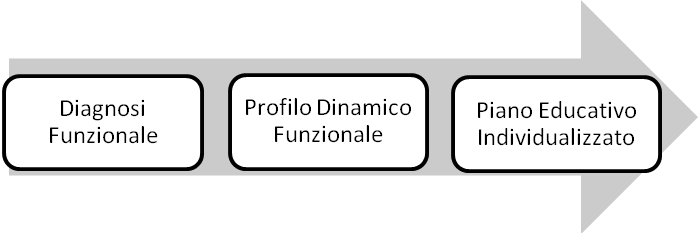 Diagnosi
Funzionale
Profilo Dinamico
Funzionale
Piano Educativo
Individualizzato